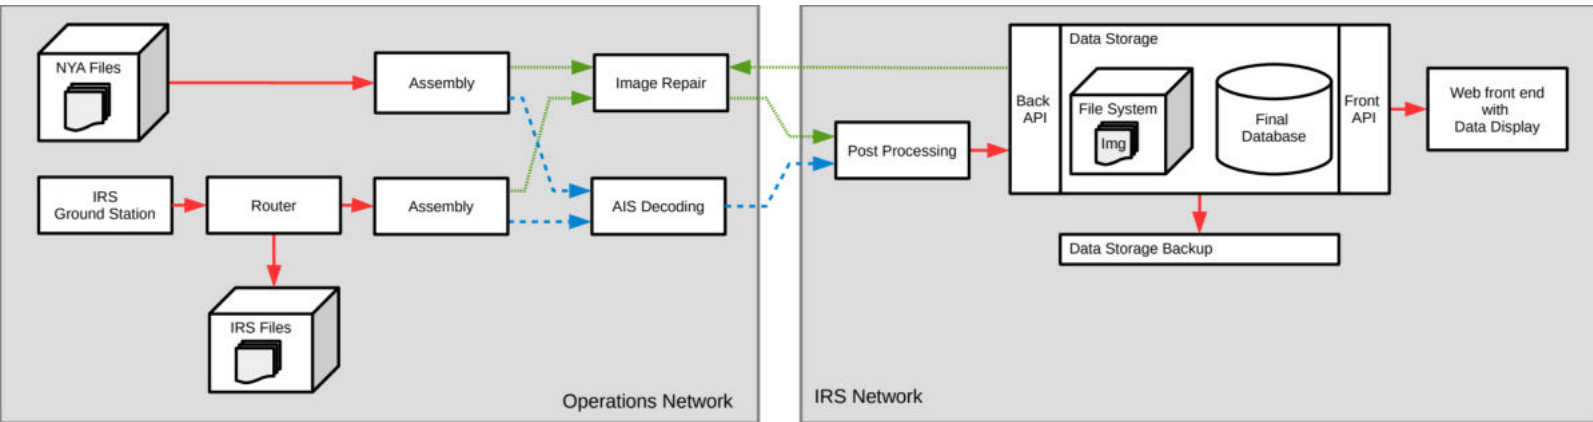 NYA Files
Assembly
Image Repair
IRS
Ground Station
Router
Assembly
AIS Decoding
IRS Files
Operations Network
Post Processing
Back
API
Data Storage
File System
Img
Final
Database
Front
API
Web front end
with
Data Display
Data Storage Backup
IRS Network